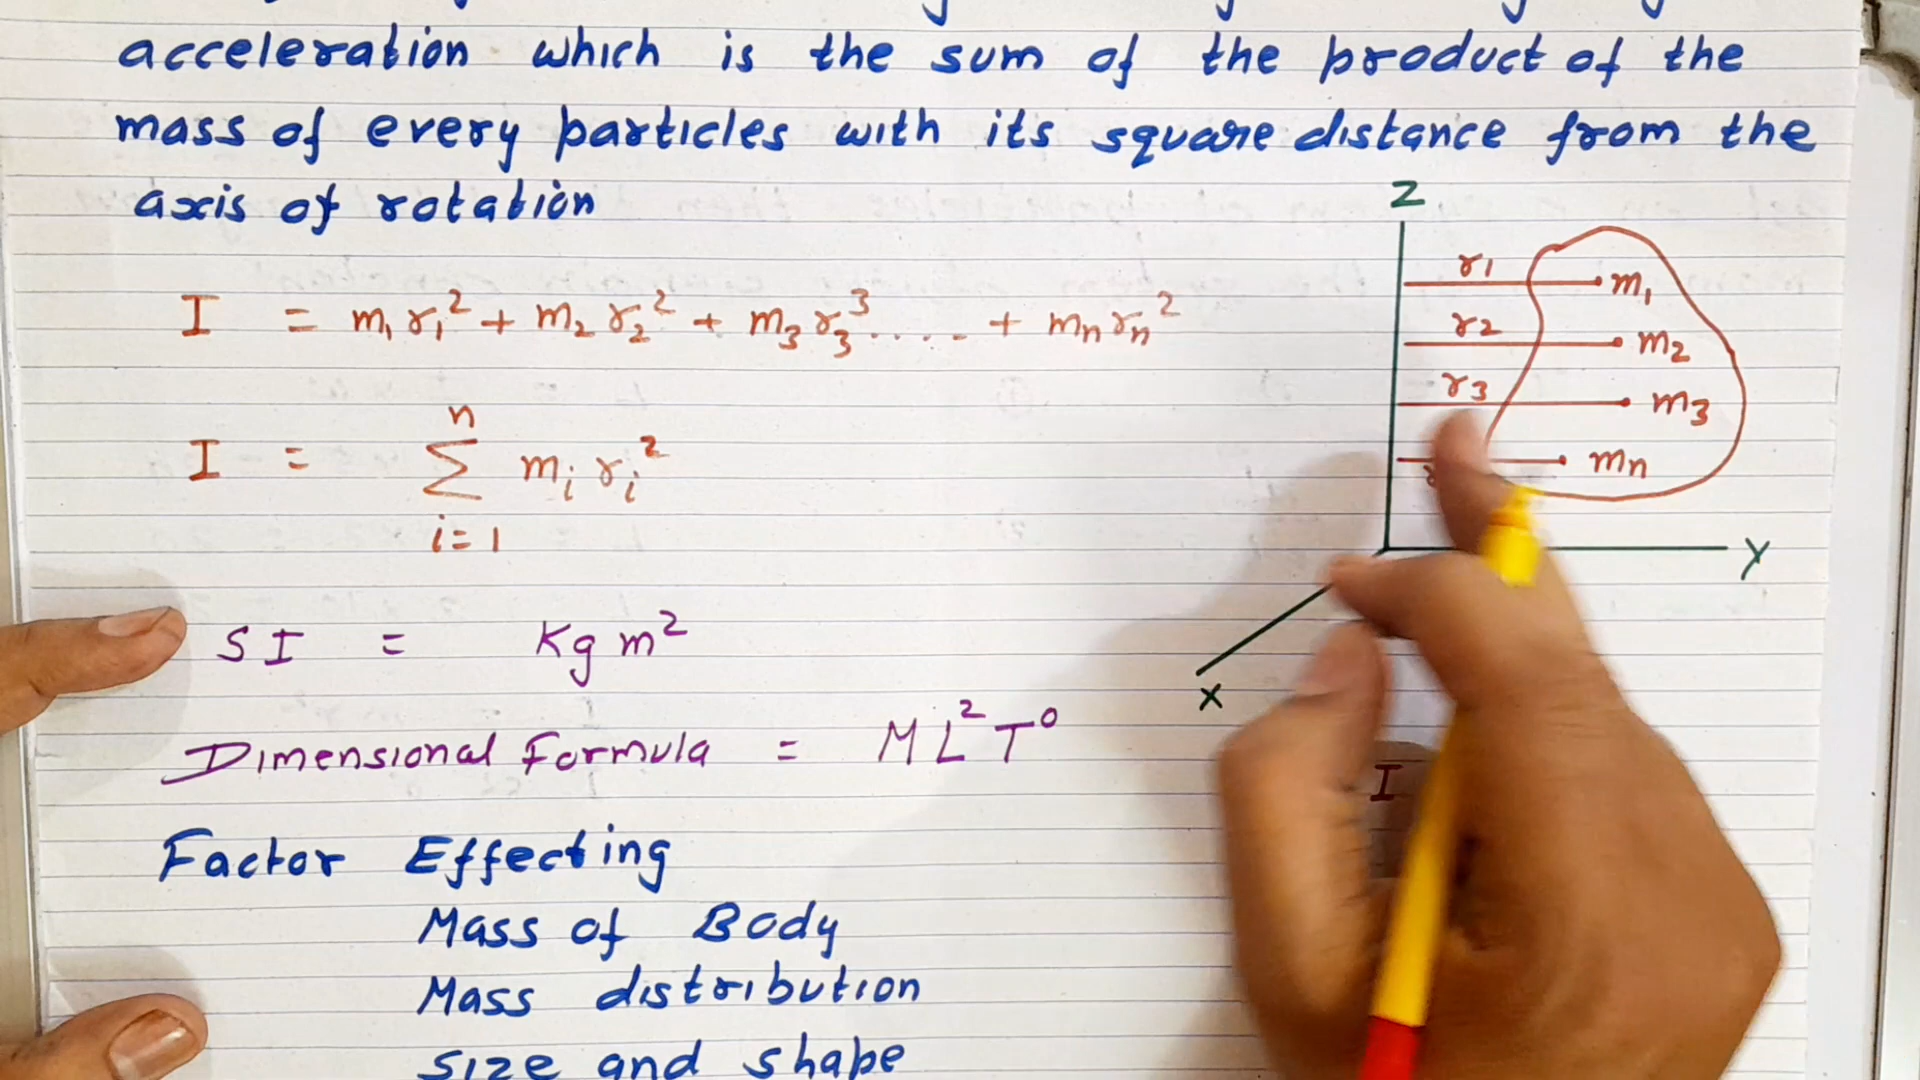 acceleration which is the sum of the product of the
mass of every particles with its square distance from the
axis of rotation
I = m₁r₁² + m₂r₂² + m₃r₃³..... + mₙrₙ²
I = n∑i=1 mᵢrᵢ²
SI = Kg m²
Dimensional Formula = ML²T⁰
Factor Effecting
Mass of Body
Mass distribution
Size and shape
Z
r₁ m₁
r₂ m₂
r₃ m₃
mₙ
Y
X
I